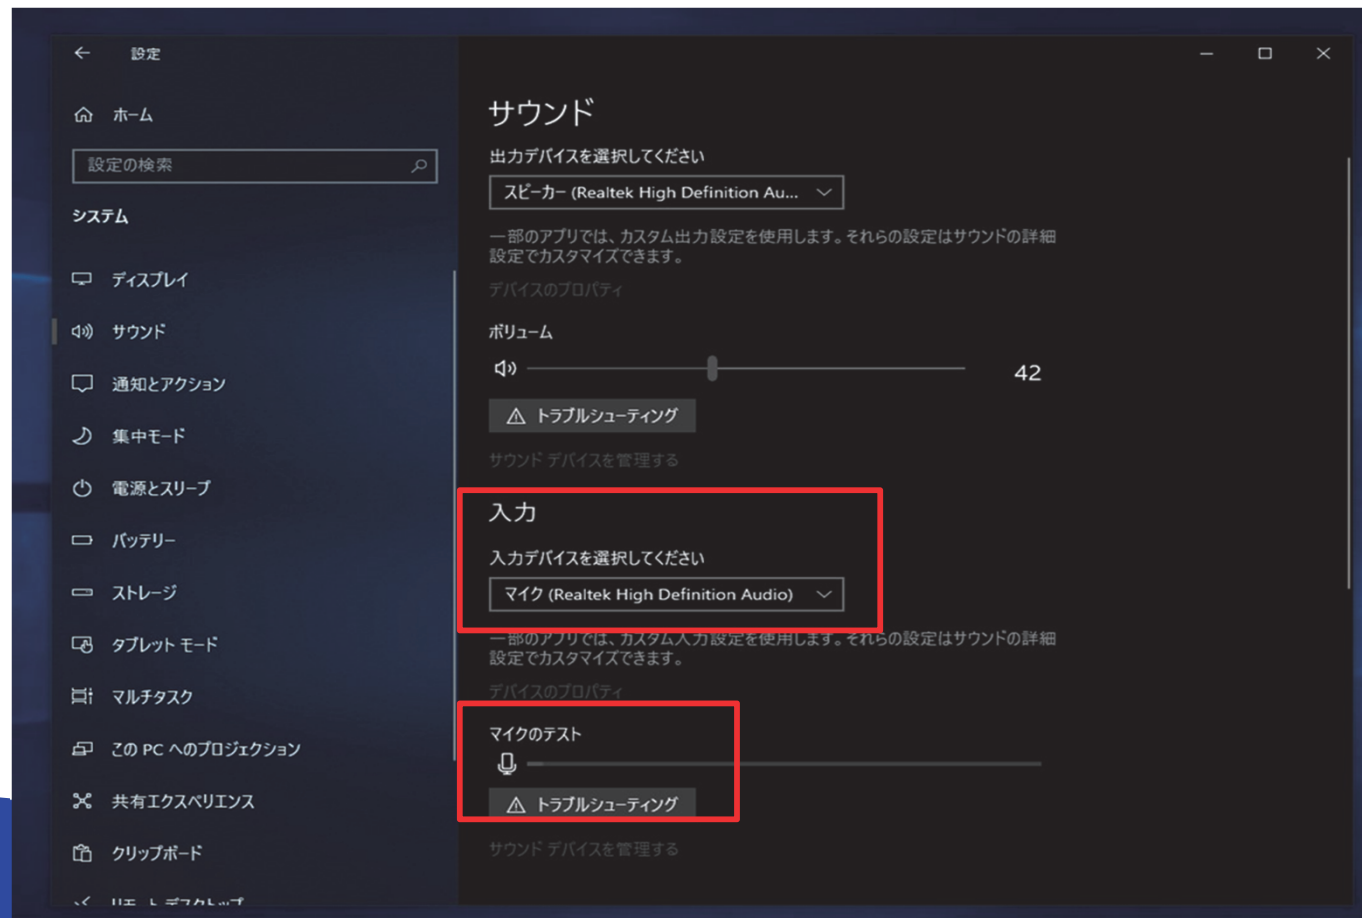 設定
ホーム
設定の検索
システム
ディスプレイ
サウンド
通知とアクション
集中モード
電源とスリープ
バッテリー
ストレージ
タブレット モード
マルチタスク
この PC へのプロジェクション
共有エクスペリエンス
クリップボード
リモート デスクトップ
サウンド
出力デバイスを選択してください
スピーカー (Realtek High Definition Au...
一部のアプリでは、カスタム出力設定を使用します。それらの設定はサウンドの詳細
設定でカスタマイズできます。
デバイスのプロパティ
ボリューム
42
トラブルシューティング
サウンド デバイスを管理する
入力
入力デバイスを選択してください
マイク (Realtek High Definition Audio)
一部のアプリでは、カスタム入力設定を使用します。それらの設定はサウンドの詳細
設定でカスタマイズできます。
デバイスのプロパティ
マイクのテスト
トラブルシューティング
サウンド デバイスを管理する